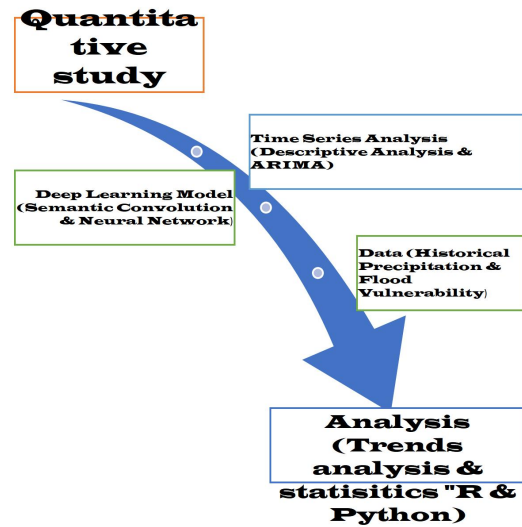 Quantita
tive
study
Time Series Analysis
(Descriptive Analysis &
ARIMA)
Deep Learning Model
(Semantic Convolution
& Neural Network)
Data (Historical
Precipitation &
Flood
Vulnerability)
Analysis
(Trends
analysis &
statisitics "R &
Python)